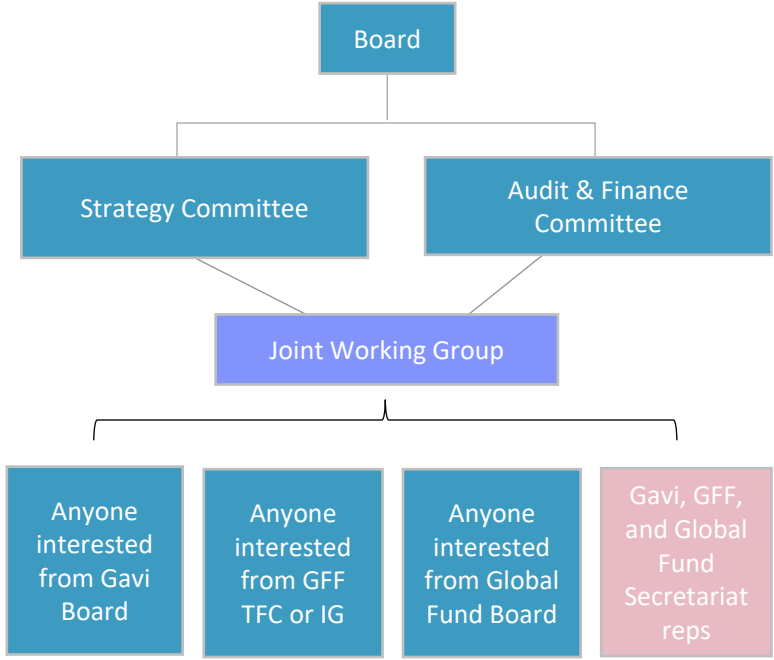 Board
Strategy Committee
Audit & Finance
Committee
Joint Working Group
Anyone
interested
from Gavi
Board
Anyone
interested
from GFF
TFC or IG
Anyone
interested
from Global
Fund Board
Gavi, GFF,
and Global
Fund
Secretariat
reps